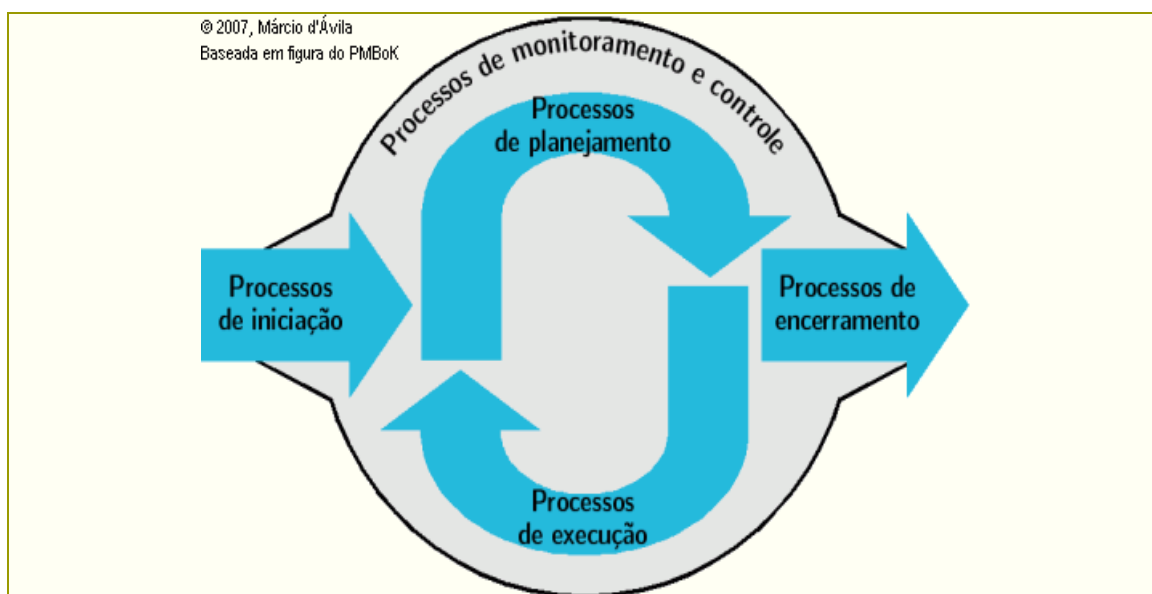 © 2007, Márcio d'Ávila
Baseada em figura do PMBoK
Processos de monitoramento e controle
Processos
de planejamento
Processos
de iniciação
Processos de
encerramento
Processos
de execução